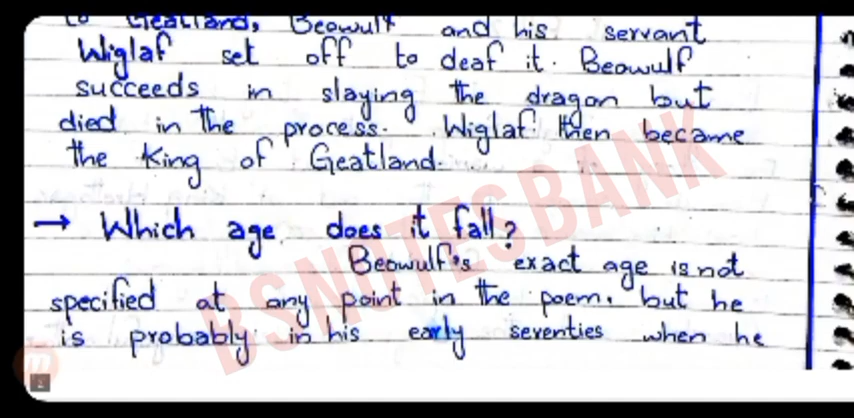 to Geatland, Beowulf and his servant
Wiglaf set off to deaf it. Beowulf
succeeds in slaying the dragon but
died in the process. Wiglaf then became
the King of Geatland.
→ Which age does it fall?
Beowulf's exact age is not
specified at any point in the poem, but he
is probably in his early seventies when he
BSNOTESBANK